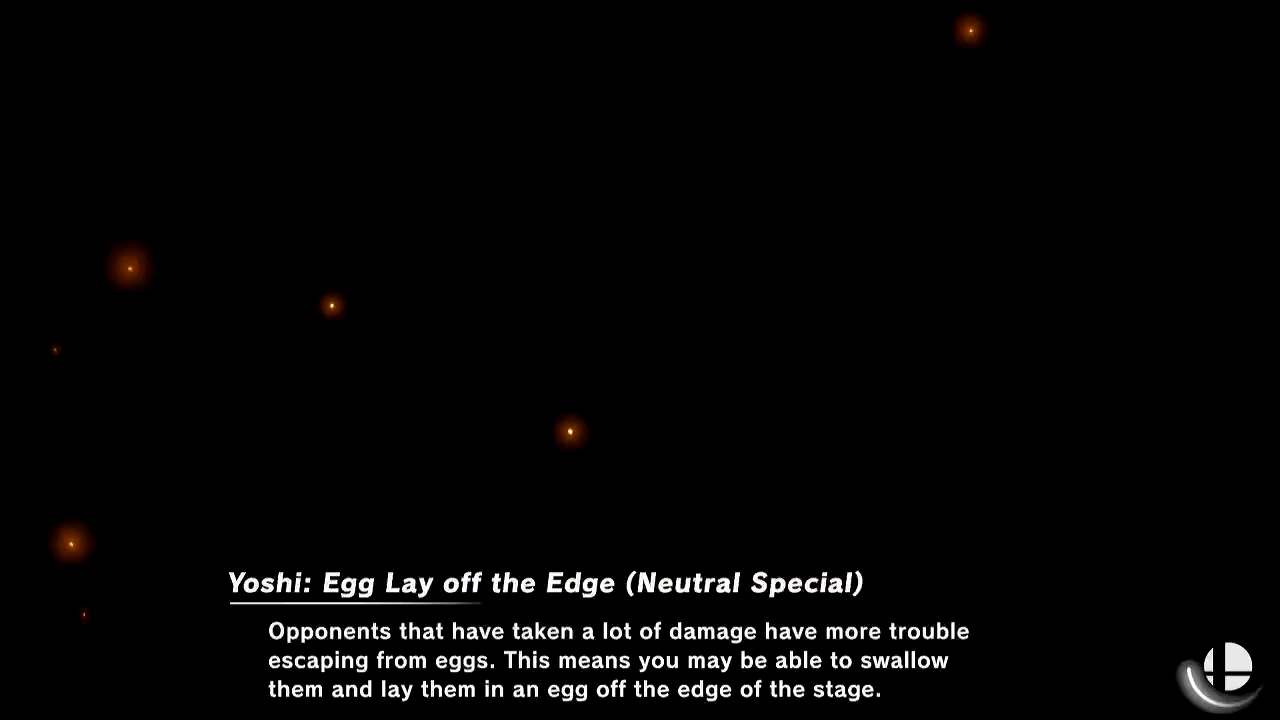 Yoshi: Egg Lay off the Edge (Neutral Special)
Opponents that have taken a lot of damage have more trouble
escaping from eggs. This means you may be able to swallow
them and lay them in an egg off the edge of the stage.